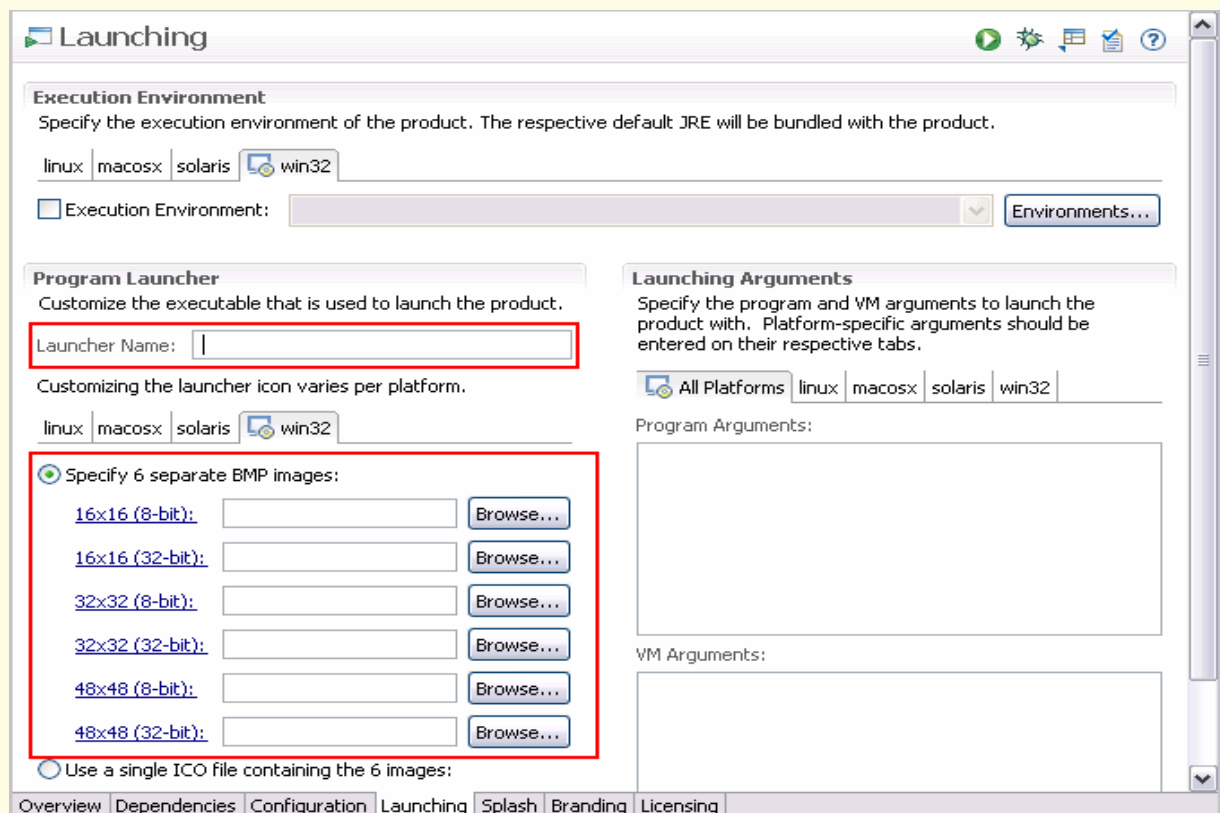 Launching
Execution Environment
Specify the execution environment of the product. The respective default JRE will be bundled with the product.
linux macosx solaris win32
Execution Environment: Environments...
Program Launcher
Customize the executable that is used to launch the product.
Launcher Name:
Customizing the launcher icon varies per platform.
linux macosx solaris win32
Specify 6 separate BMP images:
16x16 (8-bit): Browse...
16x16 (32-bit): Browse...
32x32 (8-bit): Browse...
32x32 (32-bit): Browse...
48x48 (8-bit): Browse...
48x48 (32-bit): Browse...
Use a single ICO file containing the 6 images:
Launching Arguments
Specify the program and VM arguments to launch the
product with. Platform-specific arguments should be
entered on their respective tabs.
All Platforms linux macosx solaris win32
Program Arguments:
VM Arguments:
Overview Dependencies Configuration Launching Splash Branding Licensing